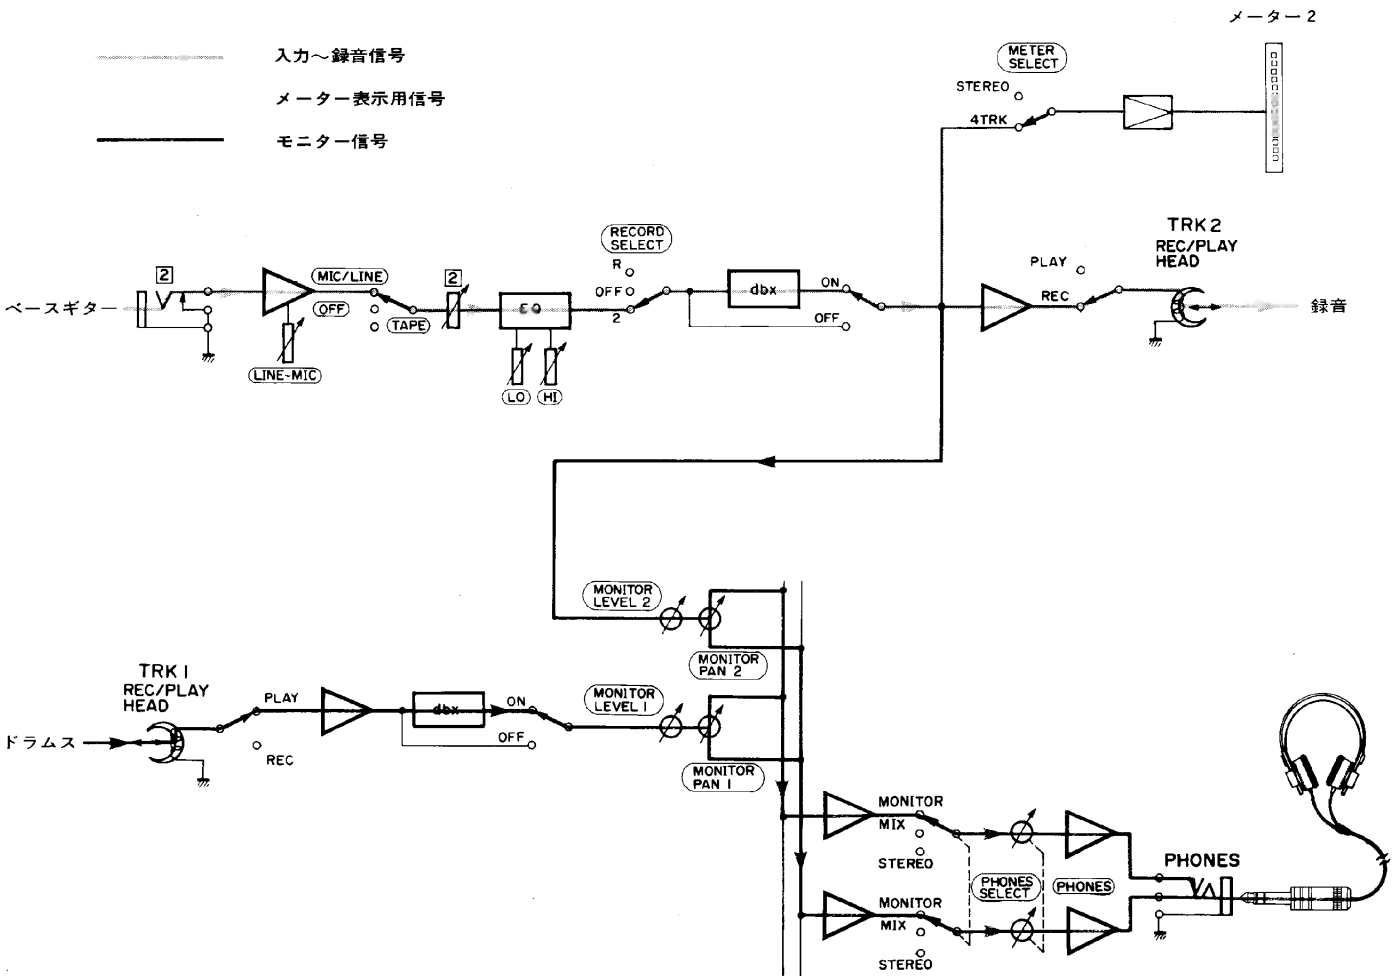 メーター 2
入力〜録音信号
メーター表示用信号
モニター信号
METER
SELECT
STEREO
4TRK
TRK 2
REC/PLAY
HEAD
RECORD
SELECT
R
OFF
2
PLAY
REC
2
MIC/LINE
OFF
TAPE
2
EQ
dbx
ON
OFF
ベースギター
録音
LINE~MIC
LO
HI
MONITOR
LEVEL 2
MONITOR
PAN 2
TRK 1
REC/PLAY
HEAD
PLAY
REC
dbx
ON
OFF
MONITOR
LEVEL 1
ドラムス
MONITOR
PAN 1
MONITOR
MIX
STEREO
PHONES
SELECT
PHONES
PHONES
MONITOR
MIX
STEREO